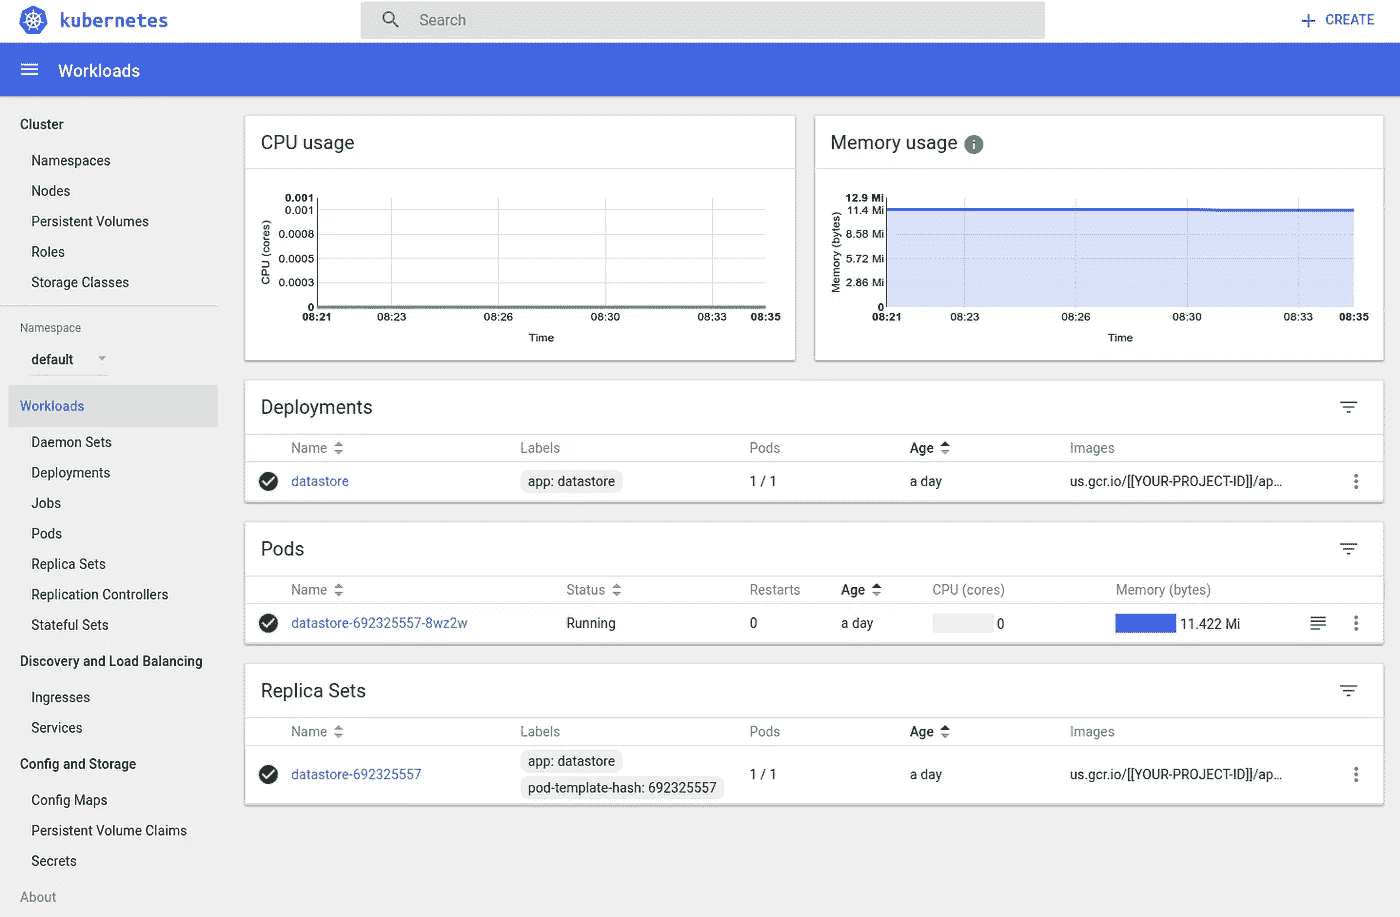 kubernetes
Search
CREATE
Workloads
Cluster
Namespaces
Nodes
Persistent Volumes
Roles
Storage Classes
Namespace
default
Workloads
Daemon Sets
Deployments
Jobs
Pods
Replica Sets
Replication Controllers
Stateful Sets
Discovery and Load Balancing
Ingresses
Services
Config and Storage
Config Maps
Persistent Volume Claims
Secrets
About
CPU usage
CPU (cores)
0.001
0.001
0.0008
0.0005
0.0003
0
08:21 08:23 08:26 08:30 08:33 08:35
Time
Memory usage
Memory (bytes)
12.9 Mi
11.4 Mi
8.58 Mi
5.72 Mi
2.86 Mi
0
08:21 08:23 08:26 08:30 08:33 08:35
Time
Deployments
Name Labels Pods Age Images
datastore app: datastore 1 / 1 a day us.gcr.io/[[YOUR-PROJECT-ID]]/ap...
Pods
Name Status Restarts Age CPU (cores) Memory (bytes)
datastore-692325557-8wz2w Running 0 a day 0 11.422 Mi
Replica Sets
Name Labels Pods Age Images
datastore-692325557 app: datastore 1 / 1 a day us.gcr.io/[[YOUR-PROJECT-ID]]/ap...
pod-template-hash: 692325557